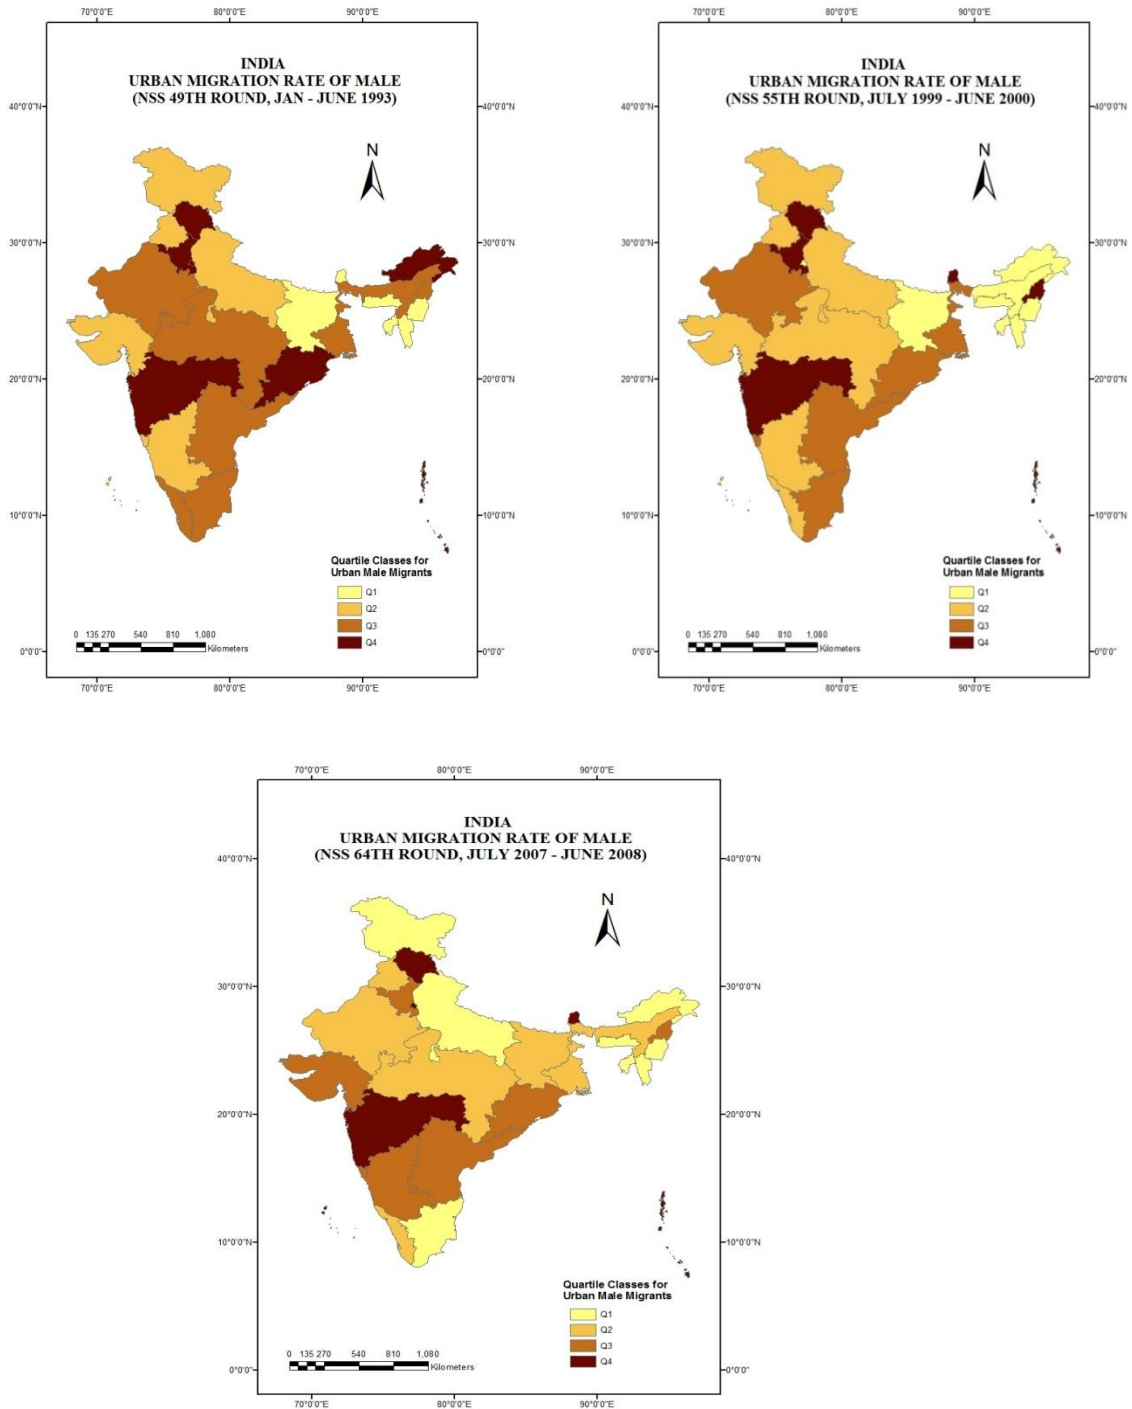 70°0'0"E 80°0'0"E 90°0'0"E
INDIA
URBAN MIGRATION RATE OF MALE
(NSS 49TH ROUND, JAN - JUNE 1993)
40°0'0"N 40°0'0"N
N
30°0'0"N 30°0'0"N
20°0'0"N 20°0'0"N
10°0'0"N 10°0'0"N
Quartile Classes for
Urban Male Migrants
Q1
Q2
Q3
Q4
0 135 270 540 810 1,080
Kilometers
0°0'0" 0°0'0"
70°0'0"E 80°0'0"E 90°0'0"E
70°0'0"E 80°0'0"E 90°0'0"E
INDIA
URBAN MIGRATION RATE OF MALE
(NSS 55TH ROUND, JULY 1999 - JUNE 2000)
40°0'0"N 40°0'0"N
N
30°0'0"N 30°0'0"N
20°0'0"N 20°0'0"N
10°0'0"N 10°0'0"N
Quartile Classes for
Urban Male Migrants
Q1
Q2
Q3
Q4
0 135 270 540 810 1,080
Kilometers
0°0'0" 0°0'0"
70°0'0"E 80°0'0"E 90°0'0"E
70°0'0"E 80°0'0"E 90°0'0"E
INDIA
URBAN MIGRATION RATE OF MALE
(NSS 64TH ROUND, JULY 2007 - JUNE 2008)
40°0'0"N 40°0'0"N
N
30°0'0"N 30°0'0"N
20°0'0"N 20°0'0"N
10°0'0"N 10°0'0"N
Quartile Classes for
Urban Male Migrants
Q1
Q2
Q3
Q4
0 135 270 540 810 1,080
Kilometers
0°0'0" 0°0'0"
70°0'0"E 80°0'0"E 90°0'0"E